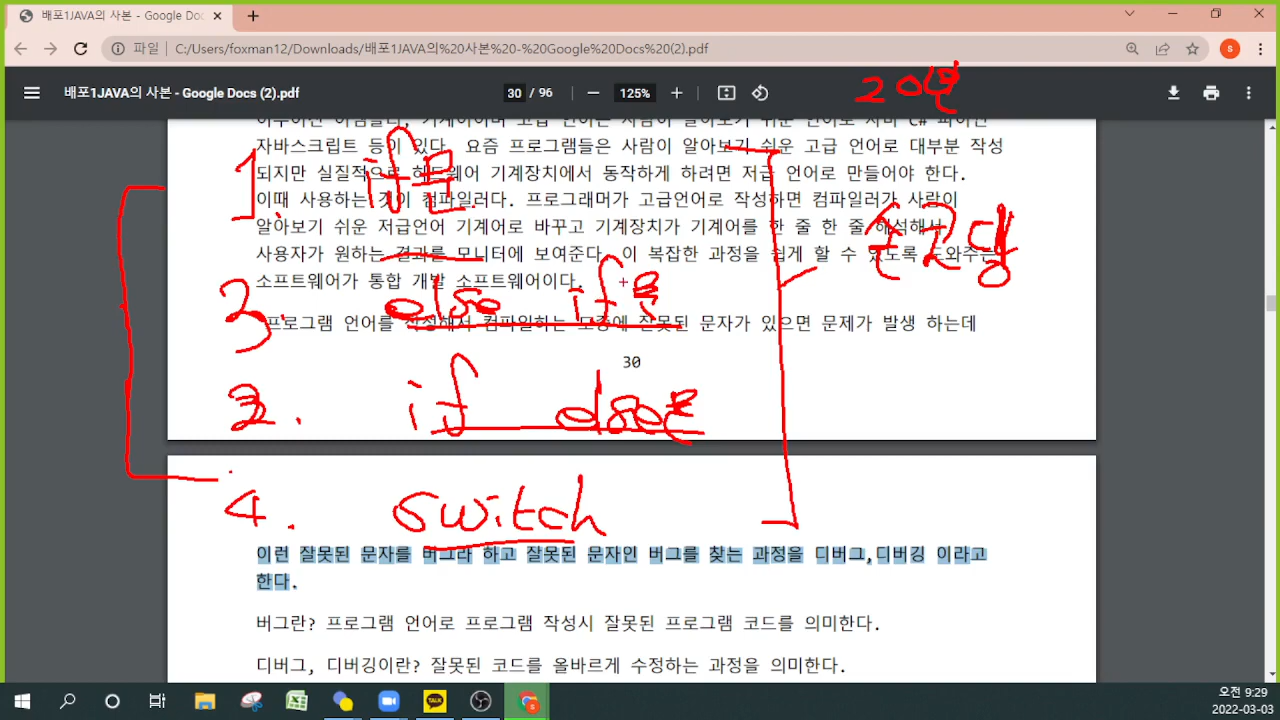 배포1JAVA의 사본 - Google Doc
파일 C:/Users/foxman12/Downloads/배포1JAVA의%20사본%20-%20Google%20Docs%20(2).pdf
S
배포1JAVA의 사본 - Google Docs (2).pdf 30 / 96 125%
20
자바스크립트 등이 있다. 요즘 프로그램들은 사람이 알아보기 쉬운 고급 언어로 대부분 작성
되지만 실질적으로 하드웨어 기계장치에서 동작하게 하려면 저급 언어로 만들어야 한다.
이때 사용하는 것이 컴파일러다. 프로그래머가 고급언어로 작성하면 컴파일러가 사람이
알아보기 쉬운 저급언어 기계어로 바꾸고 기계장치가 기계어를 한 줄 한 줄 해석해서
사용자가 원하는 결과를 모니터에 보여준다. 이 복잡한 과정을 쉽게 할 수 있도록 도와주는
소프트웨어가 통합 개발 소프트웨어이다.
프로그램 언어를 작성해서 컴파일하는 도중에 잘못된 문자가 있으면 문제가 발생 하는데
30
1. if문
3. else if문
2. if else문
4. switch
이런 잘못된 문자를 버그라 하고 잘못된 문자인 버그를 찾는 과정을 디버그,디버깅 이라고
한다.
버그란? 프로그램 언어로 프로그램 작성시 잘못된 프로그램 코드를 의미한다.
디버그, 디버깅이란? 잘못된 코드를 올바르게 수정하는 과정을 의미한다.
TALK
S
오전 9:29
2022-03-03